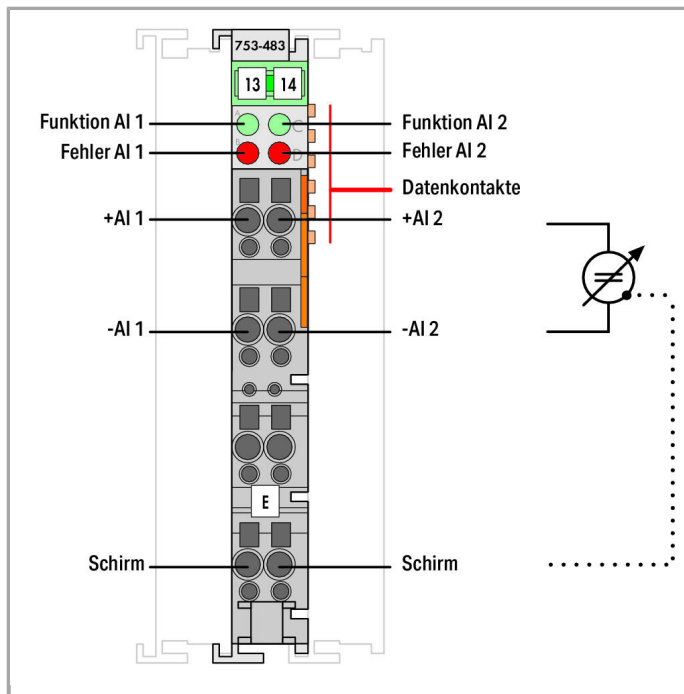 753-483
13 14
A C
Funktion AI 1 Funktion AI 2
B D
Fehler AI 1 Fehler AI 2
Datenkontakte
+AI 1 +AI 2
-AI 1 -AI 2
E
Schirm Schirm